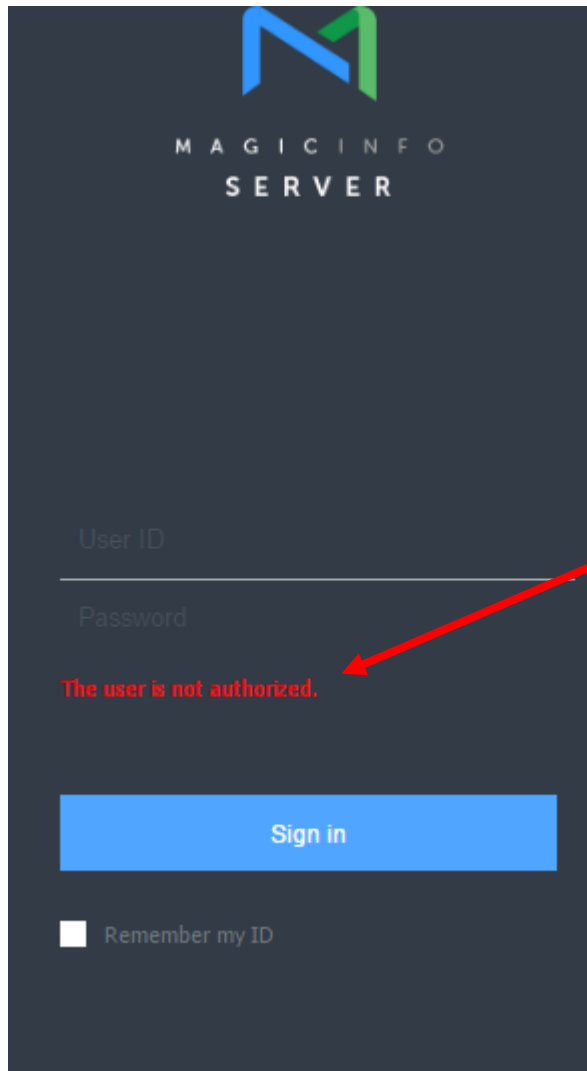 MAGICINFO
SERVER
User ID
Password
The user is not authorized.
Sign in
Remember my ID